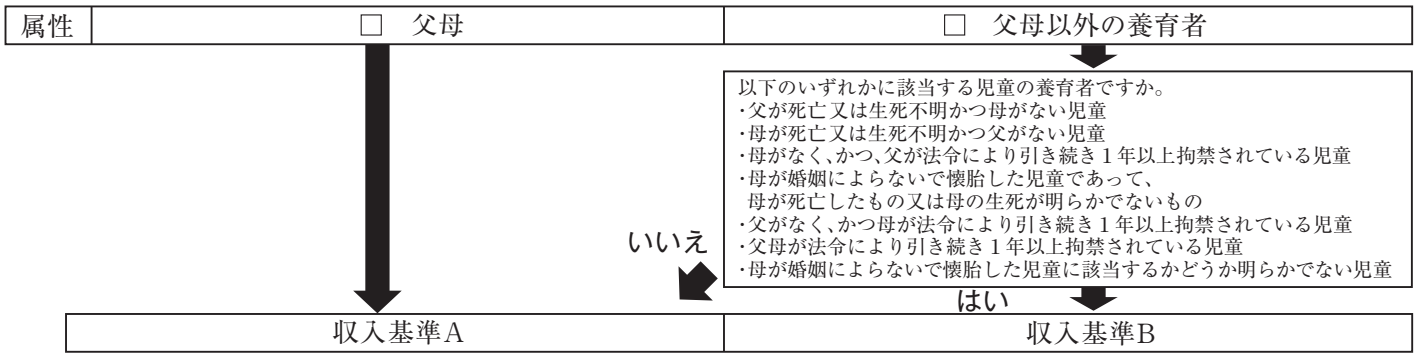 属性 □ 父母 □ 父母以外の養育者
以下のいずれかに該当する児童の養育者ですか。
・父が死亡又は生死不明かつ母がない児童
・母が死亡又は生死不明かつ父がない児童
・母がなく、かつ、父が法令により引き続き1年以上拘禁されている児童
・母が婚姻によらないで懐胎した児童であって、
母が死亡したもの又は母の生死が明らかでないもの
・父がなく、かつ母が法令により引き続き1年以上拘禁されている児童
・父母が法令により引き続き1年以上拘禁されている児童
・母が婚姻によらないで懐胎した児童に該当するかどうか明らかでない児童
いいえ
はい
収入基準A 収入基準B